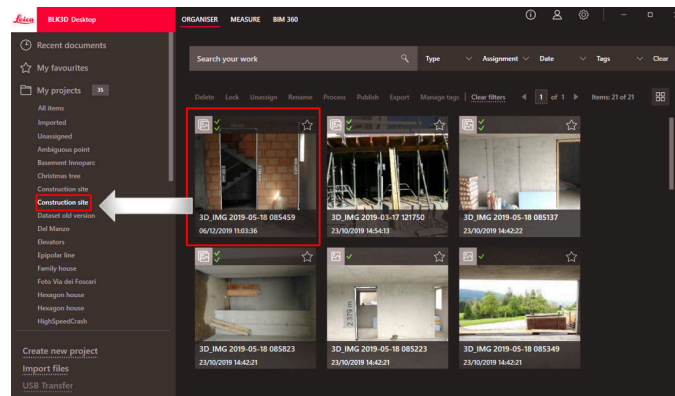 Leica BLK3D Desktop
ORGANISER MEASURE BIM 360
Recent documents
My favourites
My projects 35
All items
Imported
Unassigned
Ambiguous point
Basement Innoparc
Christmas tree
Construction site
Construction site
Dataset old version
Del Manzo
Elevators
Epipolar line
Family house
Foto Via dei Foscari
Hexagon house
Hexagon house
HighSpeedCrash
Create new project
Import files
USB Transfer
Search your work
Type Assignment Date Tags Clear
Delete Lock Unassign Rename Process Publish Export Manage tags Clear filters 1 of 1 Items: 21 of 21
3D_IMG 2019-05-18 085459
06/12/2019 11:03:36
3D_IMG 2019-03-17 121750
23/10/2019 14:54:13
3D_IMG 2019-05-18 085137
23/10/2019 14:42:22
3D_IMG 2019-05-18 085823
23/10/2019 14:42:21
2.379 m
3D_IMG 2019-05-18 085223
23/10/2019 14:42:21
3D_IMG 2019-05-18 085349
23/10/2019 14:42:21